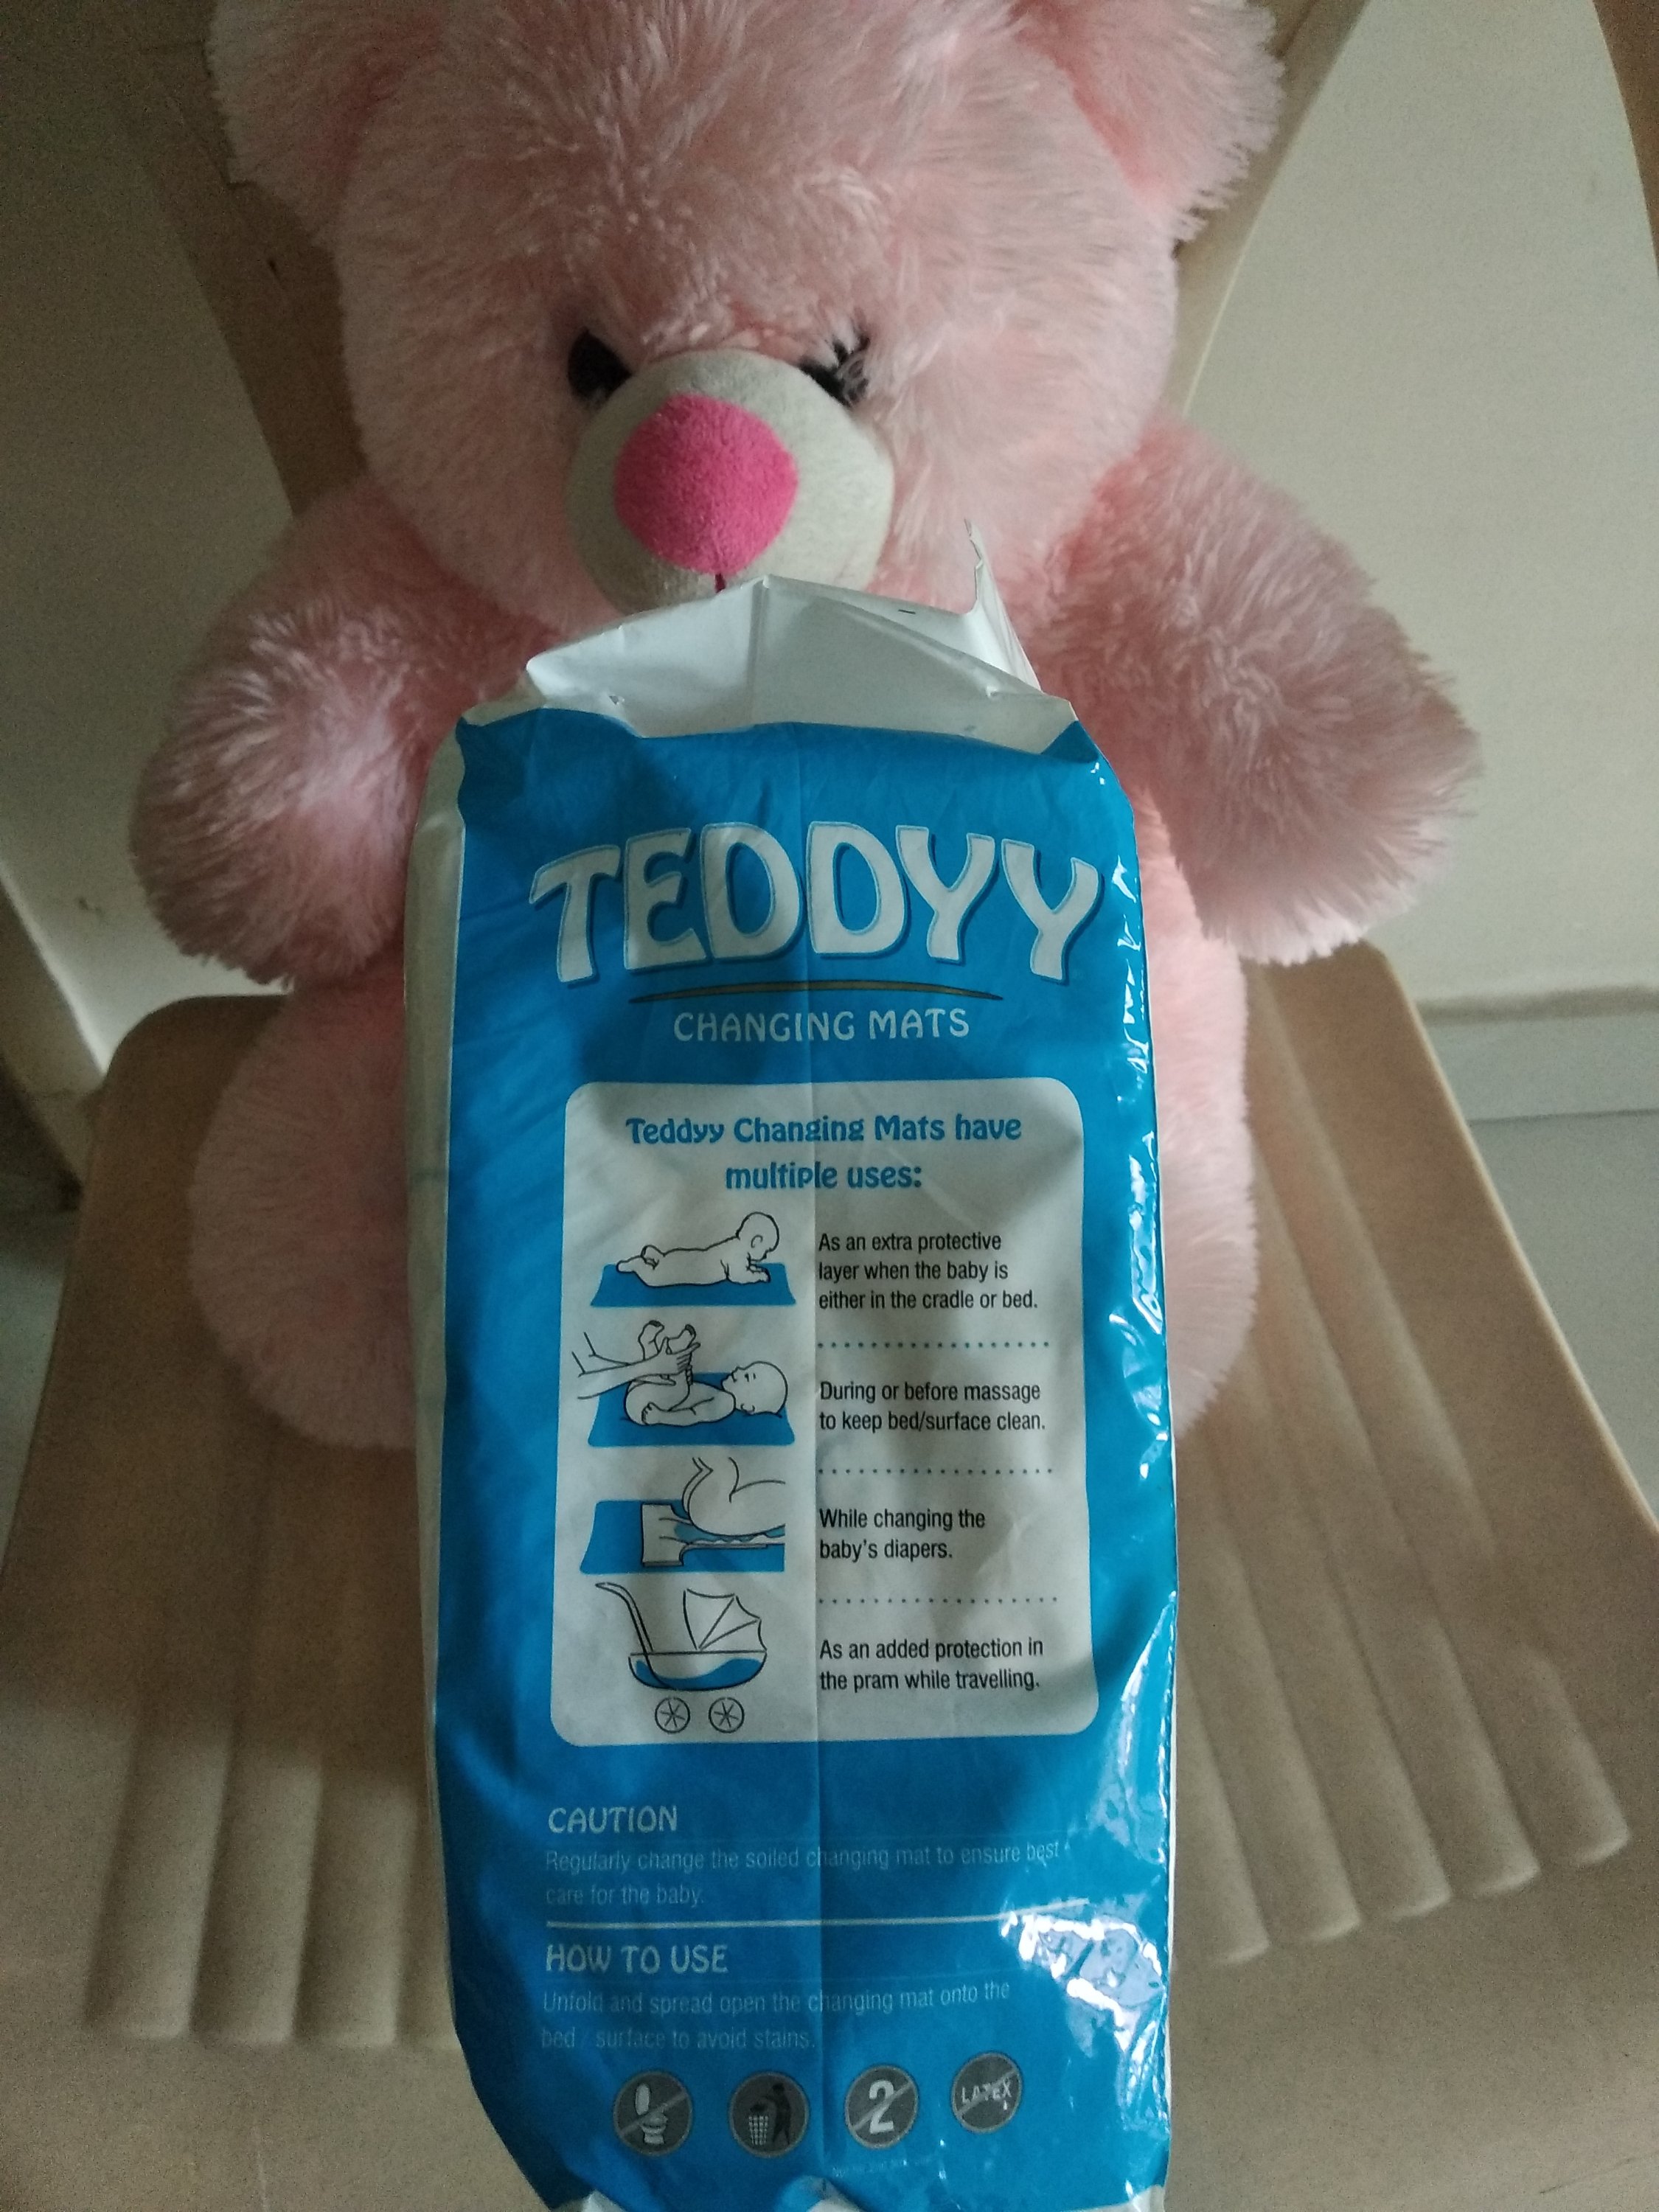 TEDDYY
CHANGING MATS
Teddyy Changing Mats have
multiple uses:
As an extra protective
layer when the baby is
either in the cradle or bed.
During or before massage
to keep bed/surface clean.
While changing the
baby's diapers.
As an added protection in
the pram while travelling.
CAUTION
Regularly change the soiled changing mat to ensure best
care for the baby.
HOW TO USE
Unfold and spread open the changing mat onto the
bed / surface to avoid stains.
2
LATEX